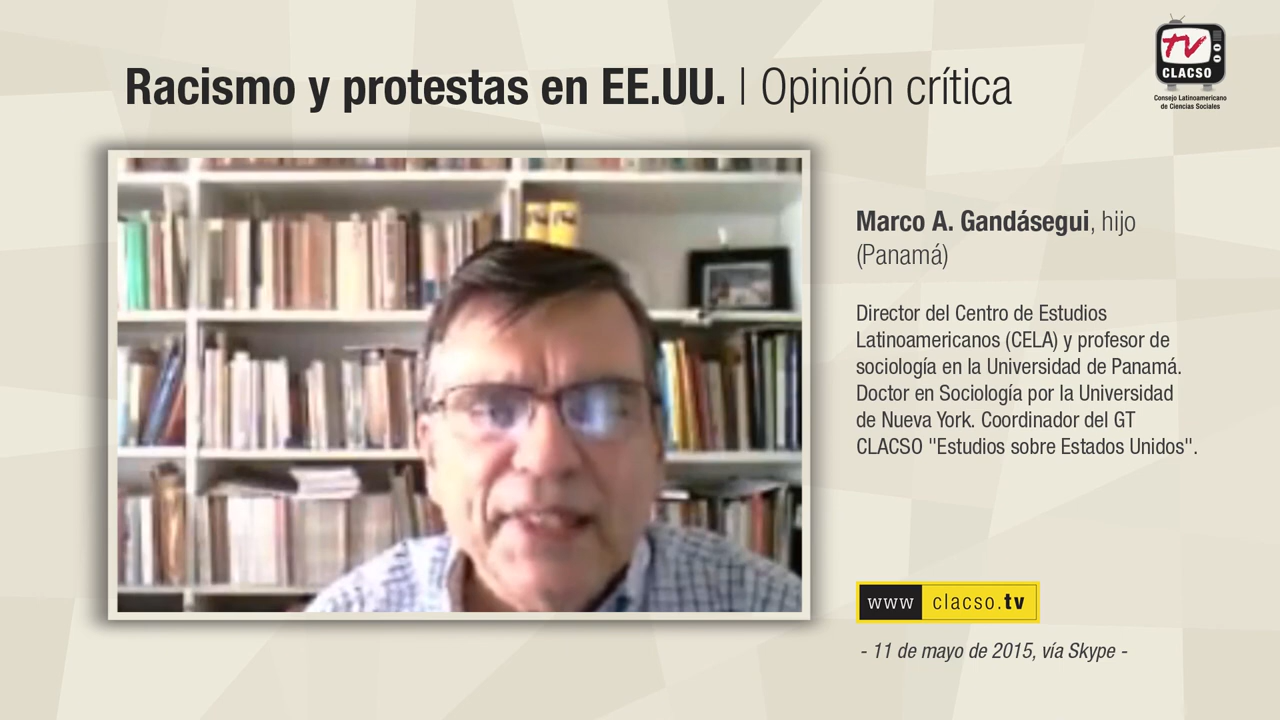 Racismo y protestas en EE.UU. | Opinión crítica
TV
CLACSO
Consejo Latinoamericano
de Ciencias Sociales
Marco A. Gandásegui, hijo
(Panamá)
Director del Centro de Estudios
Latinoamericanos (CELA) y profesor de
sociología en la Universidad de Panamá.
Doctor en Sociología por la Universidad
de Nueva York. Coordinador del GT
CLACSO "Estudios sobre Estados Unidos".
www clacso.tv
- 11 de mayo de 2015, vía Skype -